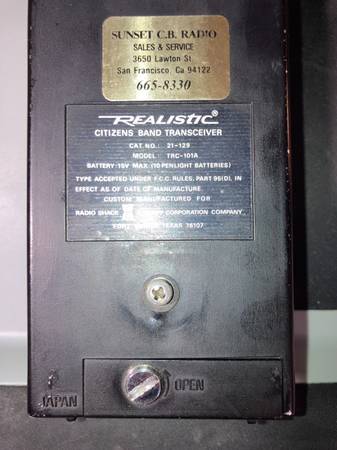 SUNSET C.B. RADIO
SALES & SERVICE
3650 Lawton St.
San Francisco, Ca 94122
665-8330
REALISTIC
CITIZENS BAND TRANSCEIVER
CAT. NO.: 21-129
MODEL: TRC-101A
BATTERY: 15V MAX. (10 PENLIGHT BATTERIES)
TYPE ACCEPTED UNDER F.C.C. RULES, PART 95(D), IN
EFFECT AS OF DATE OF MANUFACTURE.
CUSTOM MANUFACTURED FOR
RADIO SHACK CORPORATION COMPANY,
TEXAS 76107
OPEN
JAPAN